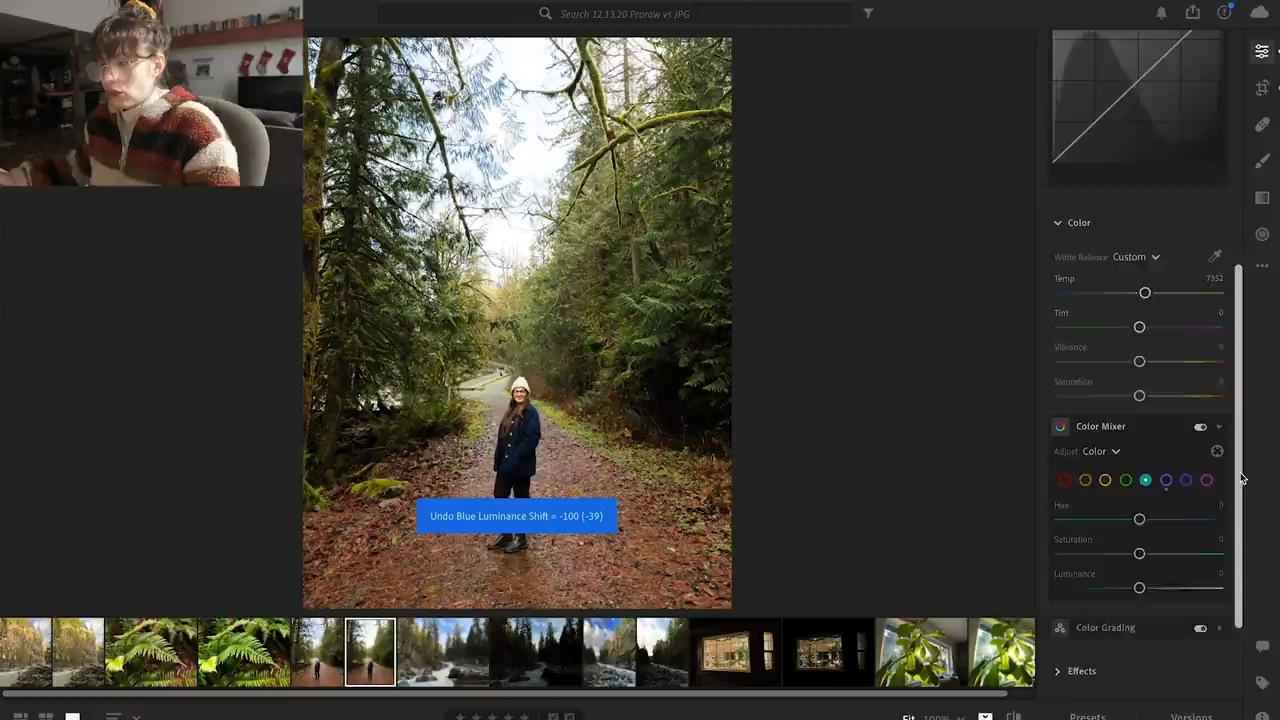 Search 12.13.20 Proraw vs JPG
Color
White Balance Custom
Temp 7352
Tint 0
Vibrance 0
Saturation 0
Color Mixer
Adjust Color
Hue 0
Saturation 0
Luminance 0
Undo Blue Luminance Shift = -100 (-39)
Color Grading
Effects
Fit 100%
Presets Versions